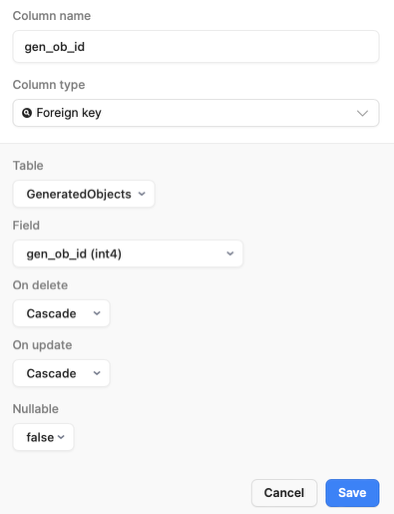 Column name
gen_ob_id
Column type
Foreign key
Table
GeneratedObjects
Field
gen_ob_id (int4)
On delete
Cascade
On update
Cascade
Nullable
false
Cancel Save